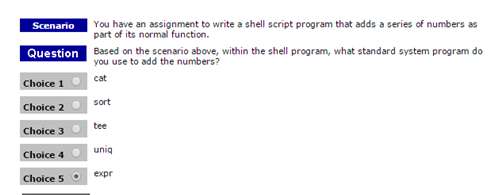 Scenario You have an assignment to write a shell script program that adds a series of numbers as
part of its normal function.
Question Based on the scenario above, within the shell program, what standard system program do
you use to add the numbers?
Choice 1 cat
Choice 2 sort
Choice 3 tee
Choice 4 uniq
Choice 5 expr